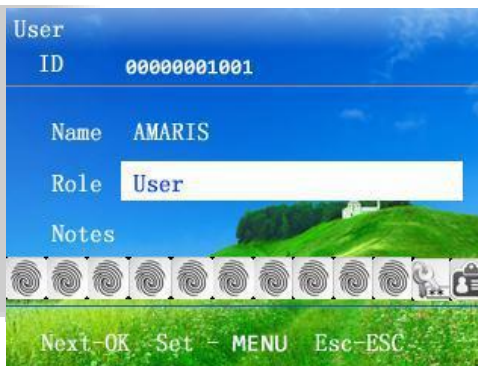 User
ID 00000001001
Name AMARIS
Role User
Notes
Next-OK Set - MENU Esc-ESC